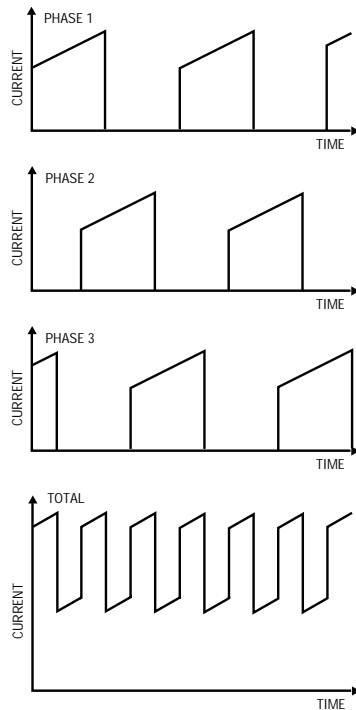 PHASE 1
CURRENT
TIME
PHASE 2
CURRENT
TIME
PHASE 3
CURRENT
TIME
TOTAL
CURRENT
TIME